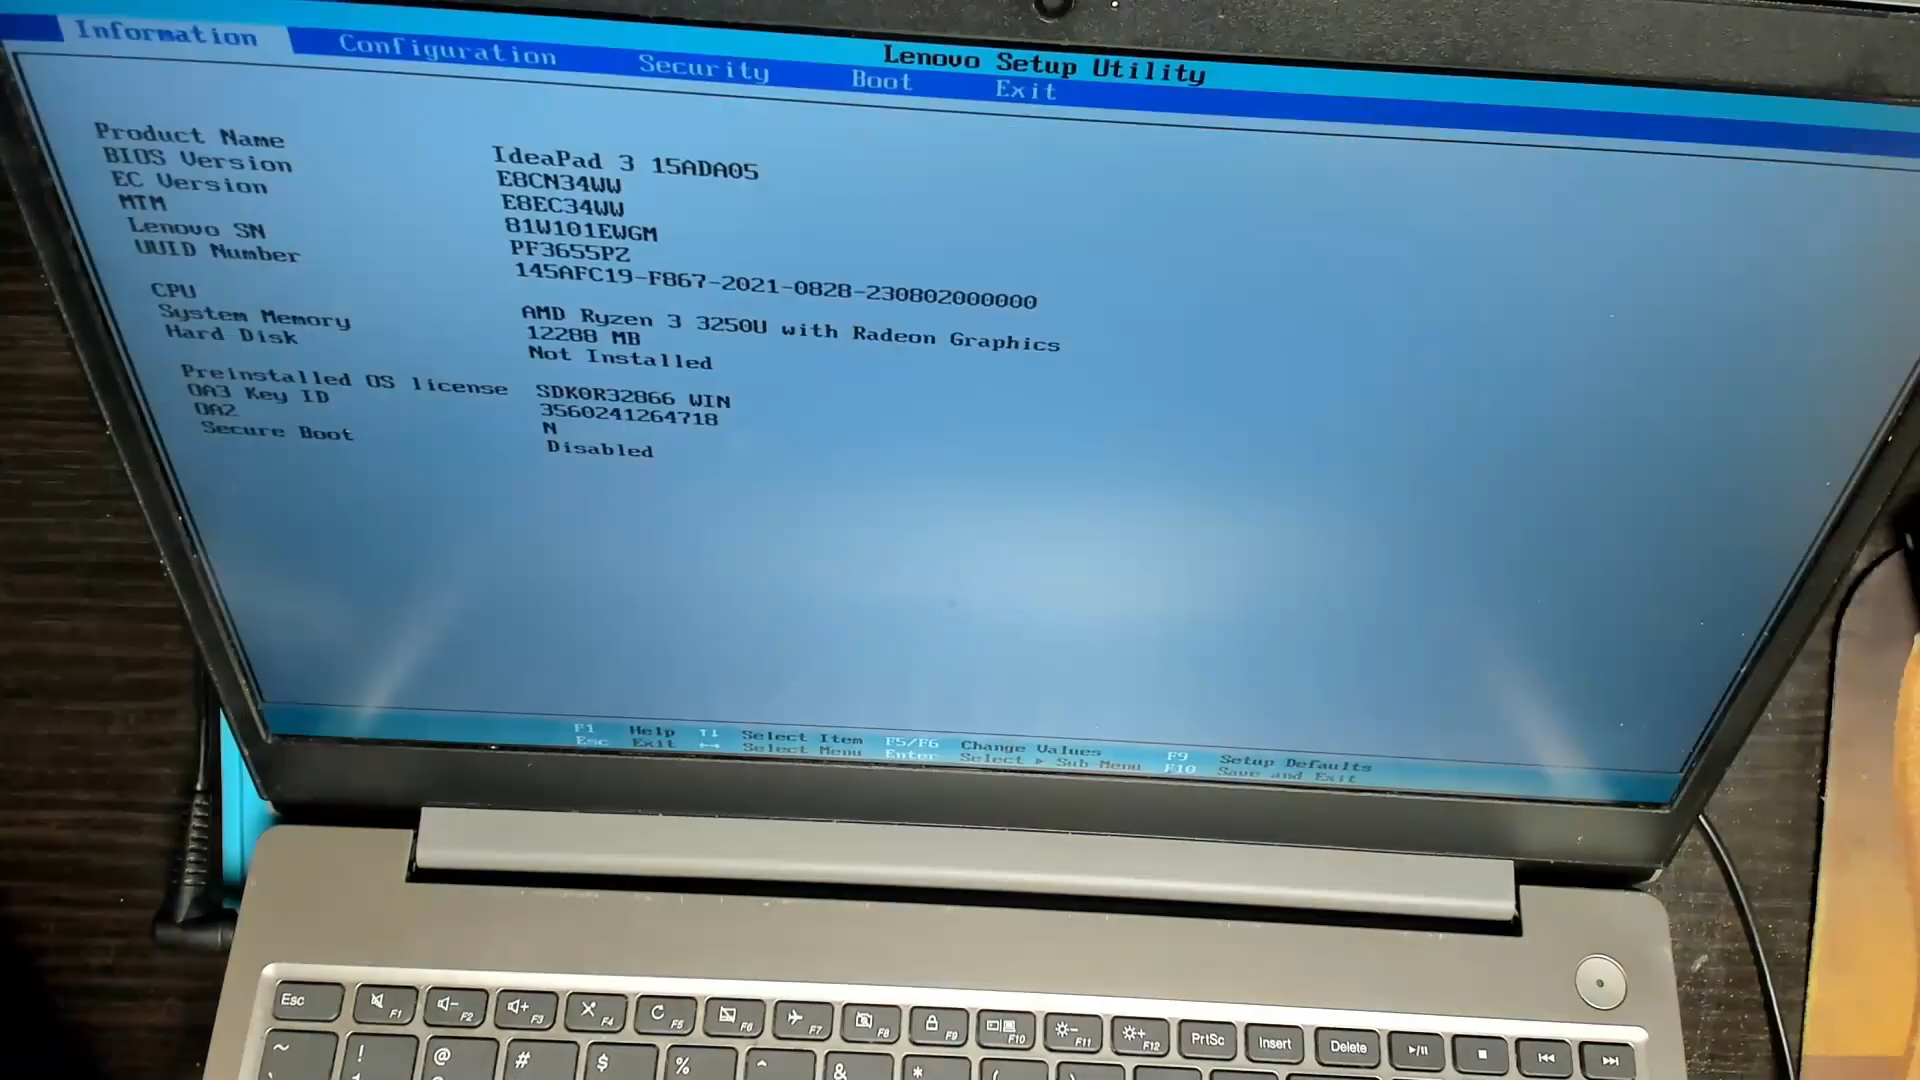 Lenovo Setup Utility
Information Configuration Security Boot Exit
Product Name IdeaPad 3 15ADA05
BIOS Version E8CN34WW
EC Version E8EC34WW
MTM 81W101EWGM
Lenovo SN PF3655PZ
UUID Number 145AFC19-F867-2021-0828-230802000000
CPU AMD Ryzen 3 3250U with Radeon Graphics
System Memory 12288 MB
Hard Disk Not Installed
Preinstalled OS license SDK0R32866 WIN
OA3 Key ID 3560241264718
OA2 N
Secure Boot Disabled
F1 Help ↑↓ Select Item F5/F6 Change Values F9 Setup Defaults
Esc Exit ←→ Select Menu Enter Select ▶ Sub-Menu F10 Save and Exit
Esc F1 F2 F3 F4 F5 F6 F7 F8 F9 F10 F11 F12 PrtSc Insert Delete
~ ! @ # $ % ^ & * ( )